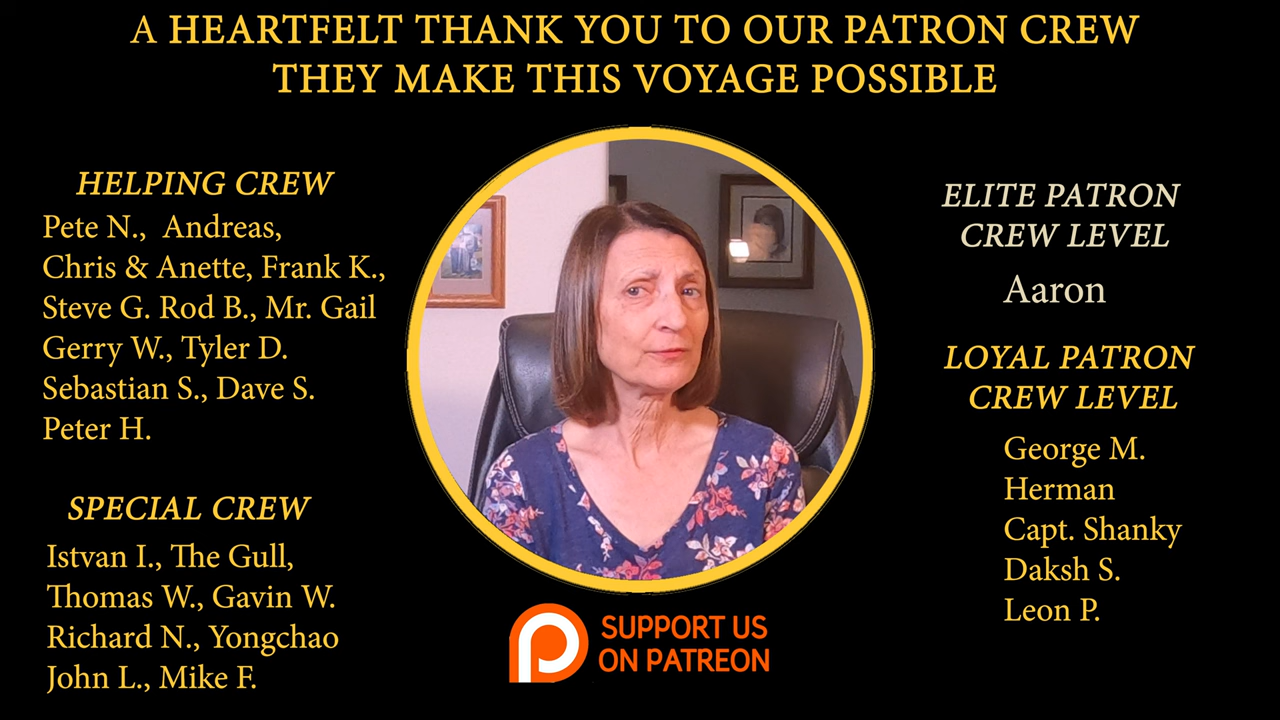 A HEARTFELT THANK YOU TO OUR PATRON CREW
THEY MAKE THIS VOYAGE POSSIBLE
HELPING CREW
Pete N., Andreas,
Chris & Anette, Frank K.,
Steve G. Rod B., Mr. Gail
Gerry W., Tyler D.
Sebastian S., Dave S.
Peter H.
SPECIAL CREW
Istvan I., The Gull,
Thomas W., Gavin W.
Richard N., Yongchao
John L., Mike F.
SUPPORT US
ON PATREON
ELITE PATRON
CREW LEVEL
Aaron
LOYAL PATRON
CREW LEVEL
George M.
Herman
Capt. Shanky
Daksh S.
Leon P.